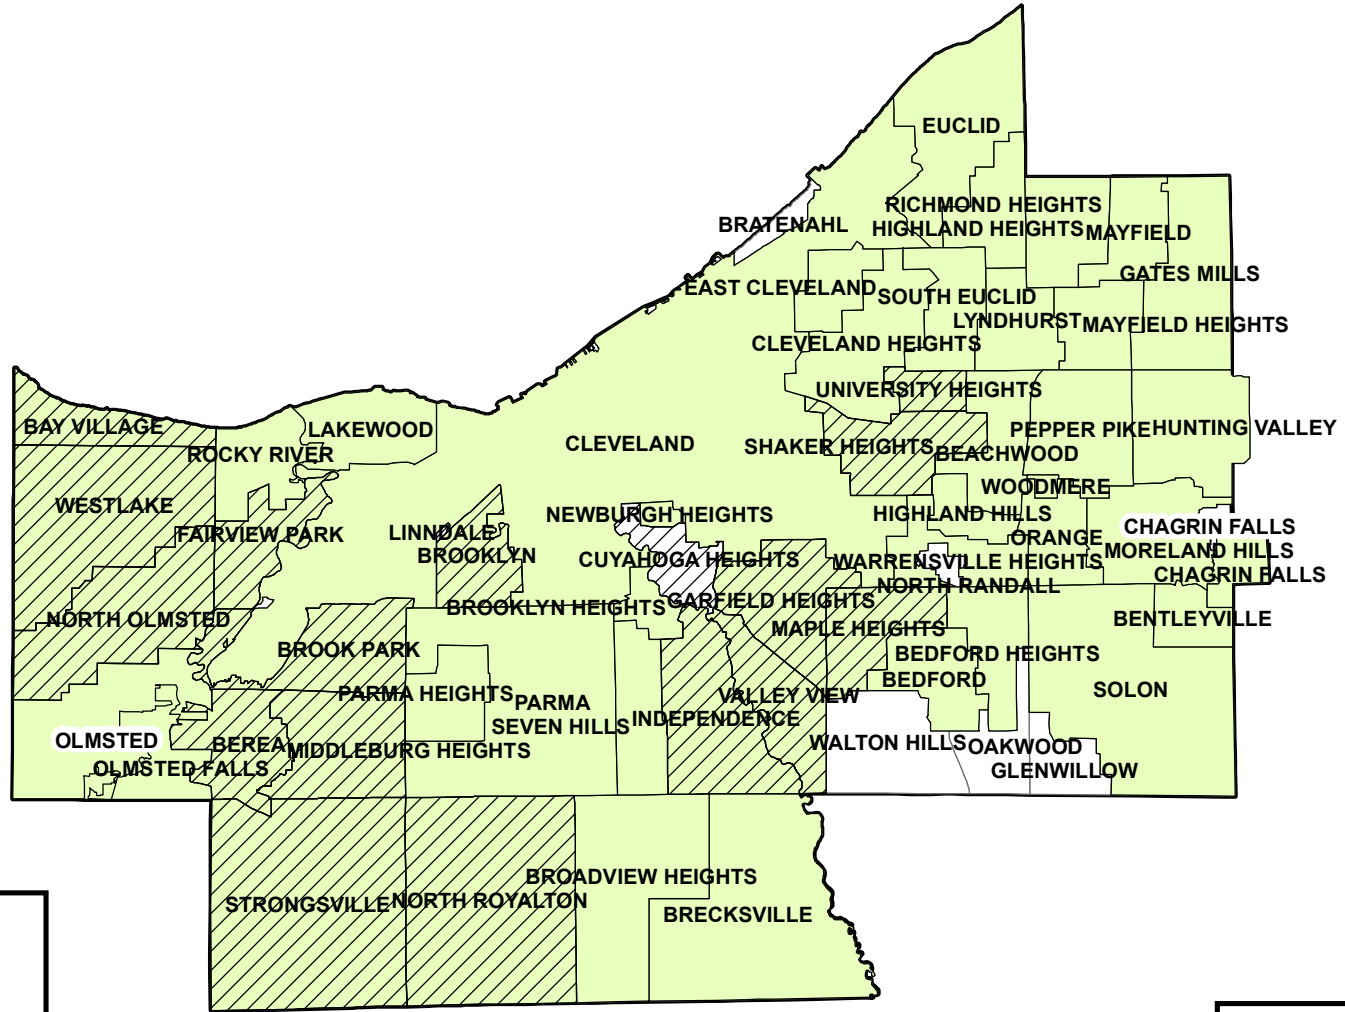 EUCLID
RICHMOND HEIGHTS
BRATENAHL
HIGHLAND HEIGHTS
MAYFIELD
GATES MILLS
EAST CLEVELAND
SOUTH EUCLID
LYNDHURST
MAYFIELD HEIGHTS
CLEVELAND HEIGHTS
UNIVERSITY HEIGHTS
BAY VILLAGE
LAKEWOOD
PEPPER PIKE
HUNTING VALLEY
CLEVELAND
SHAKER HEIGHTS
ROCKY RIVER
BEACHWOOD
WOODMERE
WESTLAKE
NEWBURGH HEIGHTS
HIGHLAND HILLS
CHAGRIN FALLS
FAIRVIEW PARK
LINNDALE
ORANGE
BROOKLYN
MORELAND HILLS
CUYAHOGA HEIGHTS
WARRENSVILLE HEIGHTS
CHAGRIN FALLS
NORTH RANDALL
GARFIELD HEIGHTS
BROOKLYN HEIGHTS
NORTH OLMSTED
BENTLEYVILLE
MAPLE HEIGHTS
BROOK PARK
BEDFORD HEIGHTS
BEDFORD
SOLON
PARMA HEIGHTS
VALLEY VIEW
PARMA
INDEPENDENCE
SEVEN HILLS
OLMSTED
BEREA
WALTON HILLS
OAKWOOD
MIDDLEBURG HEIGHTS
OLMSTED FALLS
GLENWILLOW
BROADVIEW HEIGHTS
NORTH ROYALTON
STRONGSVILLE
BRECKSVILLE